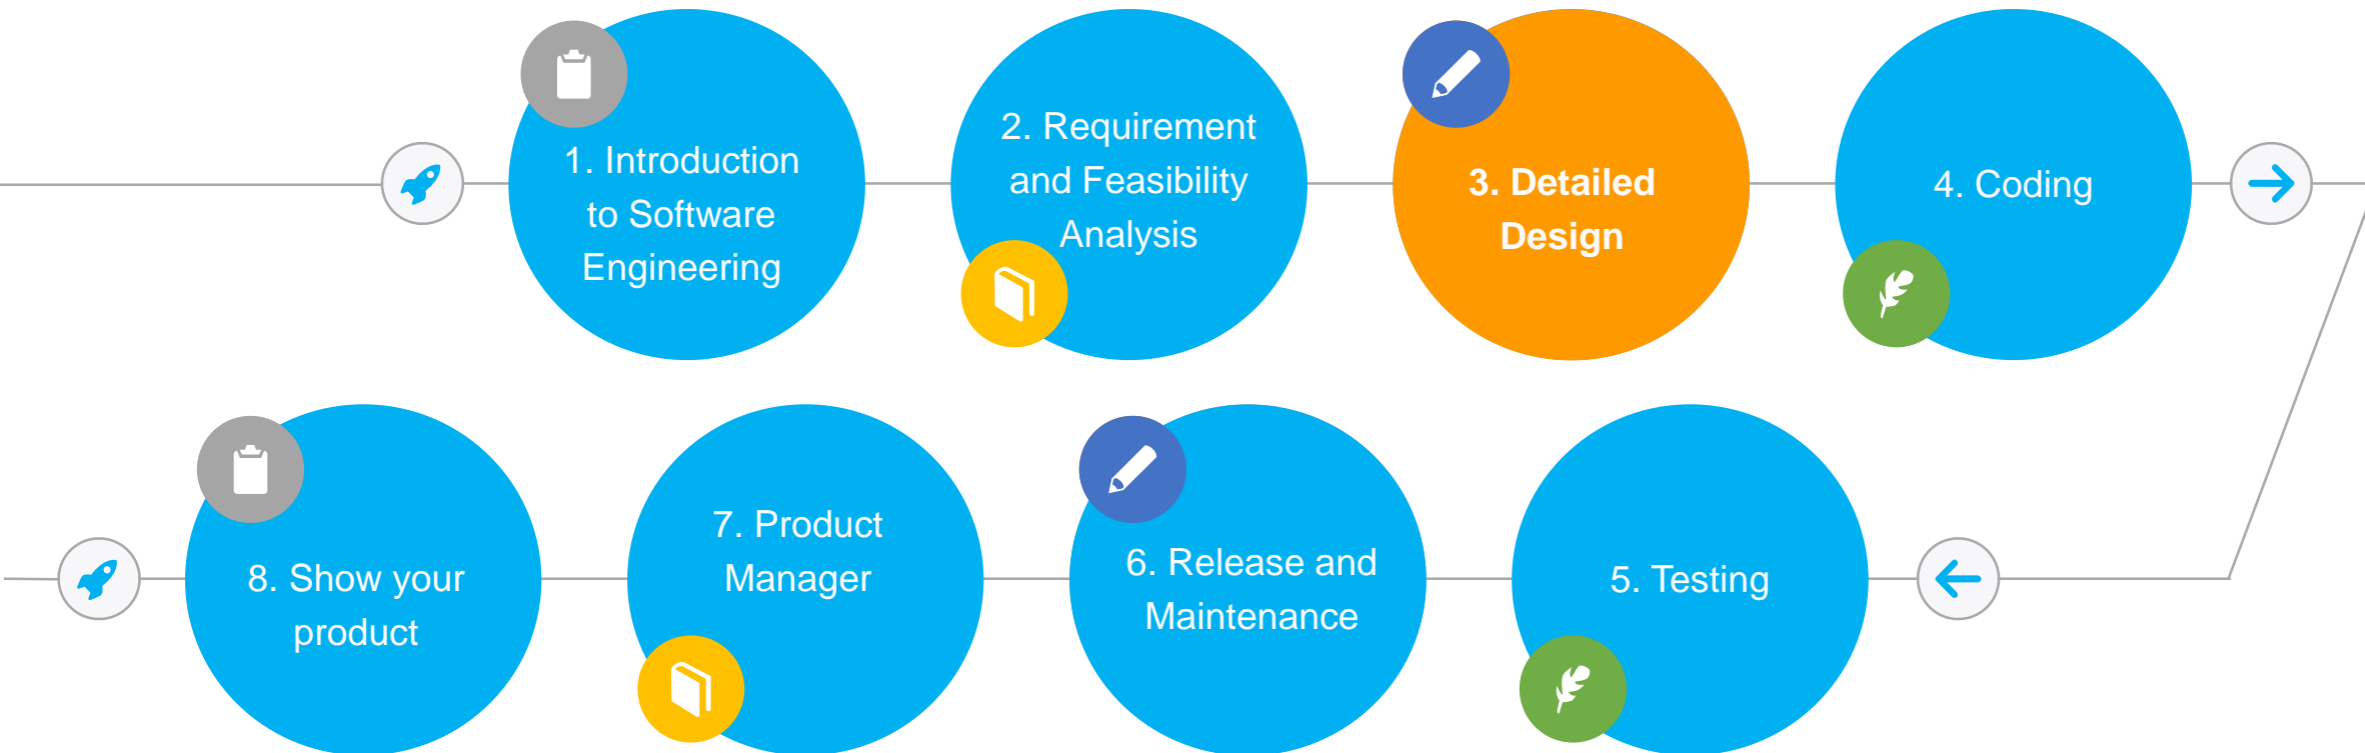 1. Introduction
to Software
Engineering
2. Requirement
and Feasibility
Analysis
3. Detailed
Design
4. Coding
5. Testing
6. Release and
Maintenance
7. Product
Manager
8. Show your
product